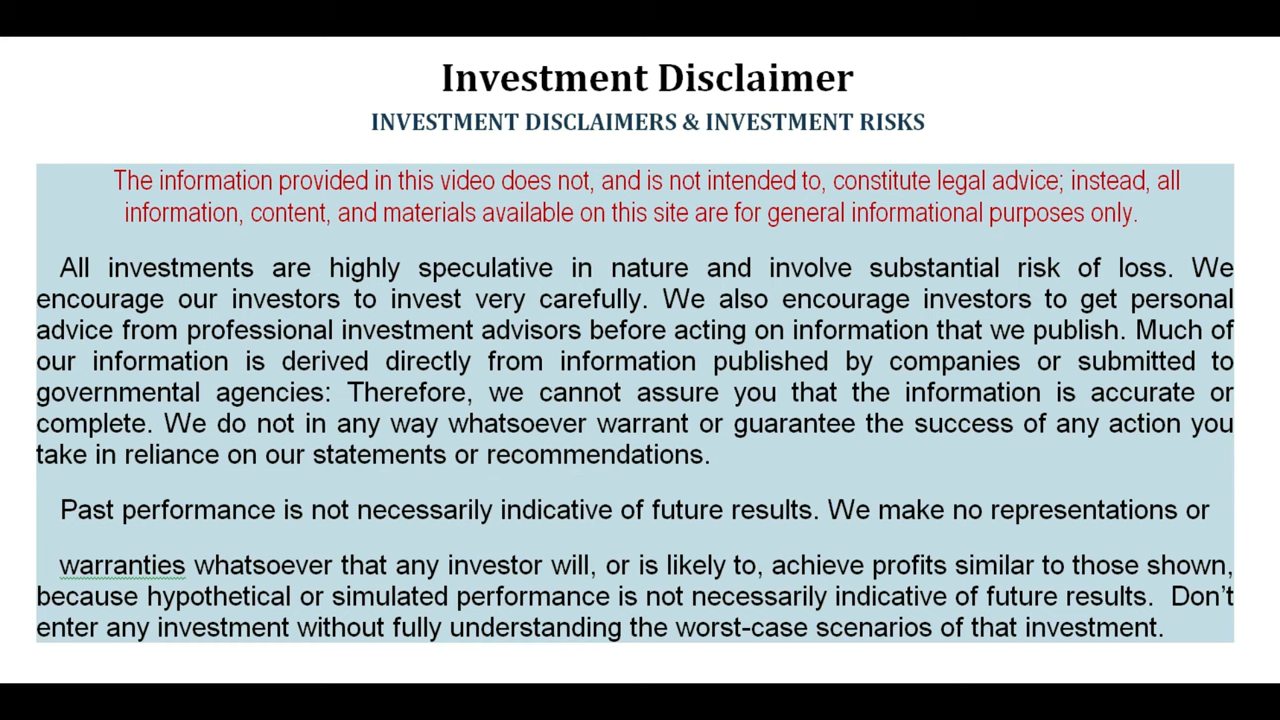 Investment Disclaimer
INVESTMENT DISCLAIMERS & INVESTMENT RISKS
The information provided in this video does not, and is not intended to, constitute legal advice; instead, all
information, content, and materials available on this site are for general informational purposes only.
All investments are highly speculative in nature and involve substantial risk of loss. We
encourage our investors to invest very carefully. We also encourage investors to get personal
advice from professional investment advisors before acting on information that we publish. Much of
our information is derived directly from information published by companies or submitted to
governmental agencies: Therefore, we cannot assure you that the information is accurate or
complete. We do not in any way whatsoever warrant or guarantee the success of any action you
take in reliance on our statements or recommendations.
Past performance is not necessarily indicative of future results. We make no representations or
warranties whatsoever that any investor will, or is likely to, achieve profits similar to those shown,
because hypothetical or simulated performance is not necessarily indicative of future results.  Don’t
enter any investment without fully understanding the worst-case scenarios of that investment.